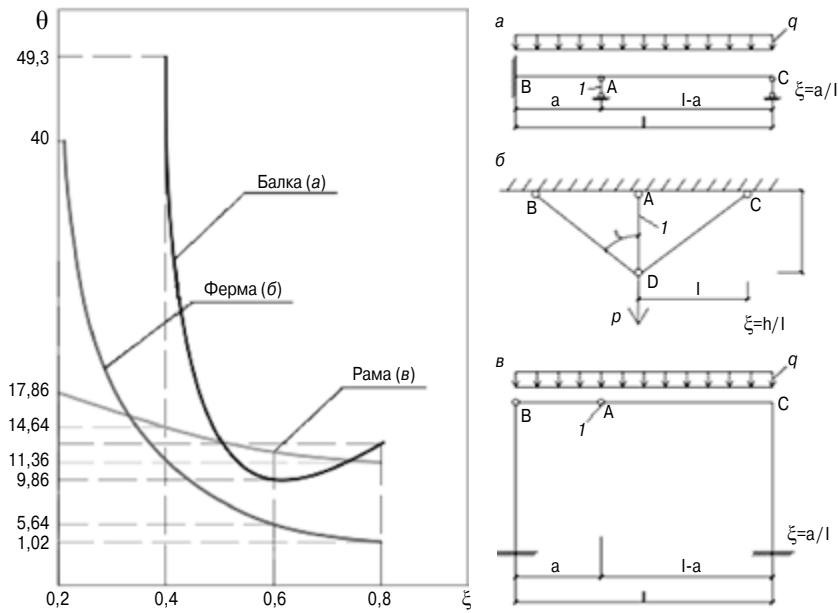 θ
49,3
40
Балка (а)
Ферма (б)
Рама (в)
17,86
14,64
11,36
9,86
5,64
1,02
0,2 0,4 0,6 0,8 ξ
а q
B 1 A C
ξ=a/l
a l-a
l
б
B A C
1
D
l
p
ξ=h/l
в q
B A C
1
ξ=a/l
a l-a
l